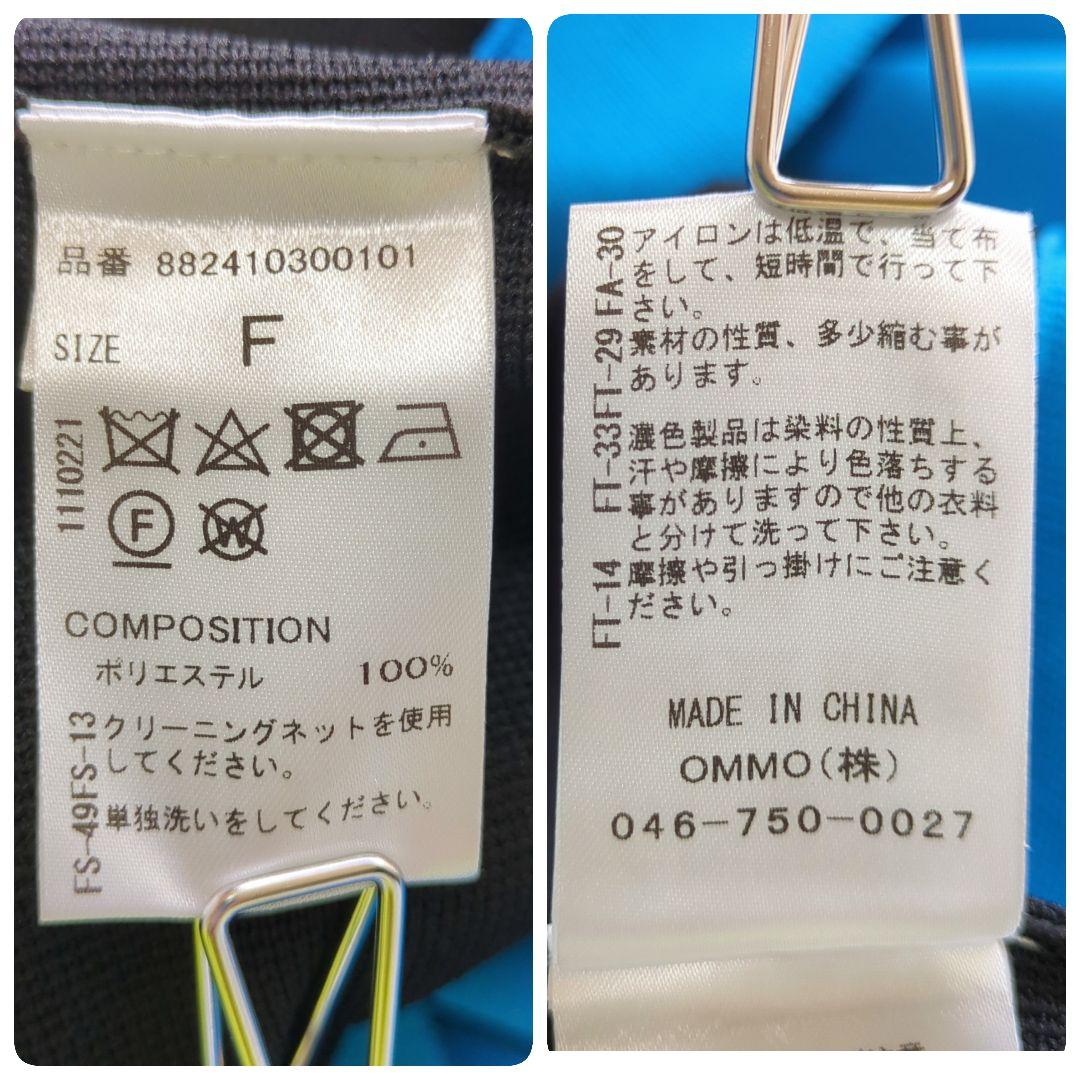 品番 882410300101
SIZE F
1110221
F
W
COMPOSITION
ポリエステル 100%
FS-49FS-13
クリーニングネットを使用
してください。
単独洗いをしてください。
FT-14 FT-33FT-29FA-30
アイロンは低温で、当て布
をして、短時間で行って下
さい。
素材の性質、多少縮む事が
あります。
濃色製品は染料の性質上、
汗や摩擦により色落ちする
事がありますので他の衣料
と分けて洗って下さい。
摩擦や引っ掛けにご注意く
ださい。
MADE IN CHINA
OMMO(株)
046-750-0027